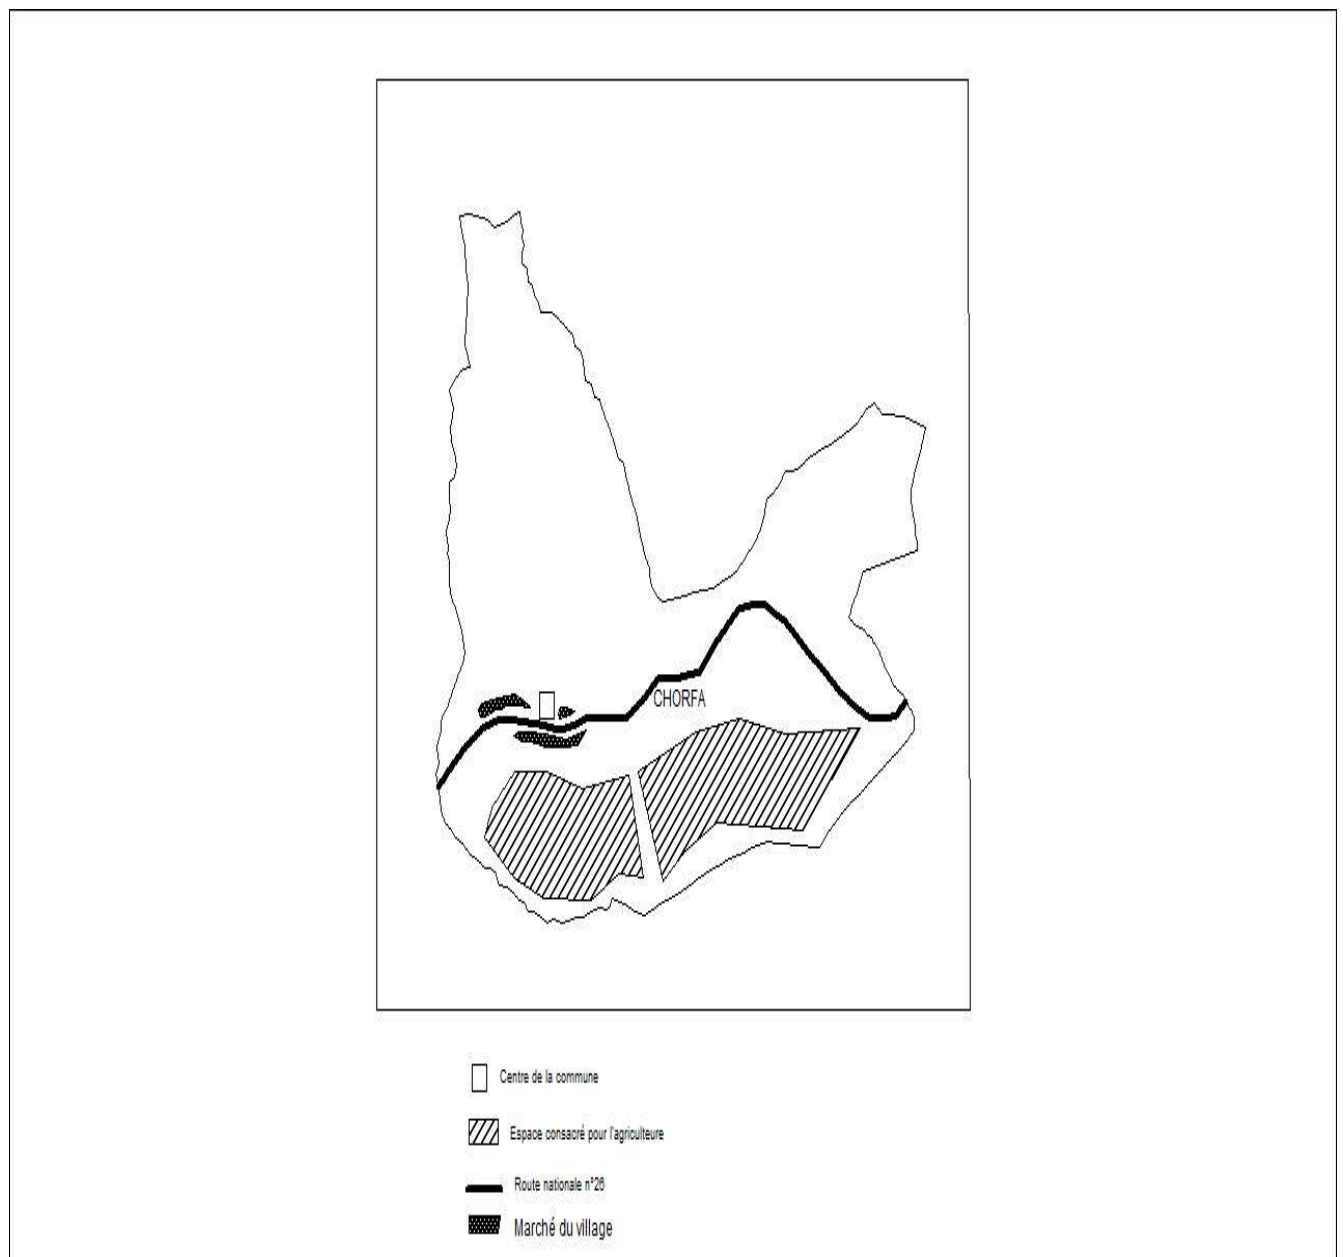 CHORFA
Centre de la commune
Espace consacré pour l'agriculteure
Route nationale n°26
Marché du village